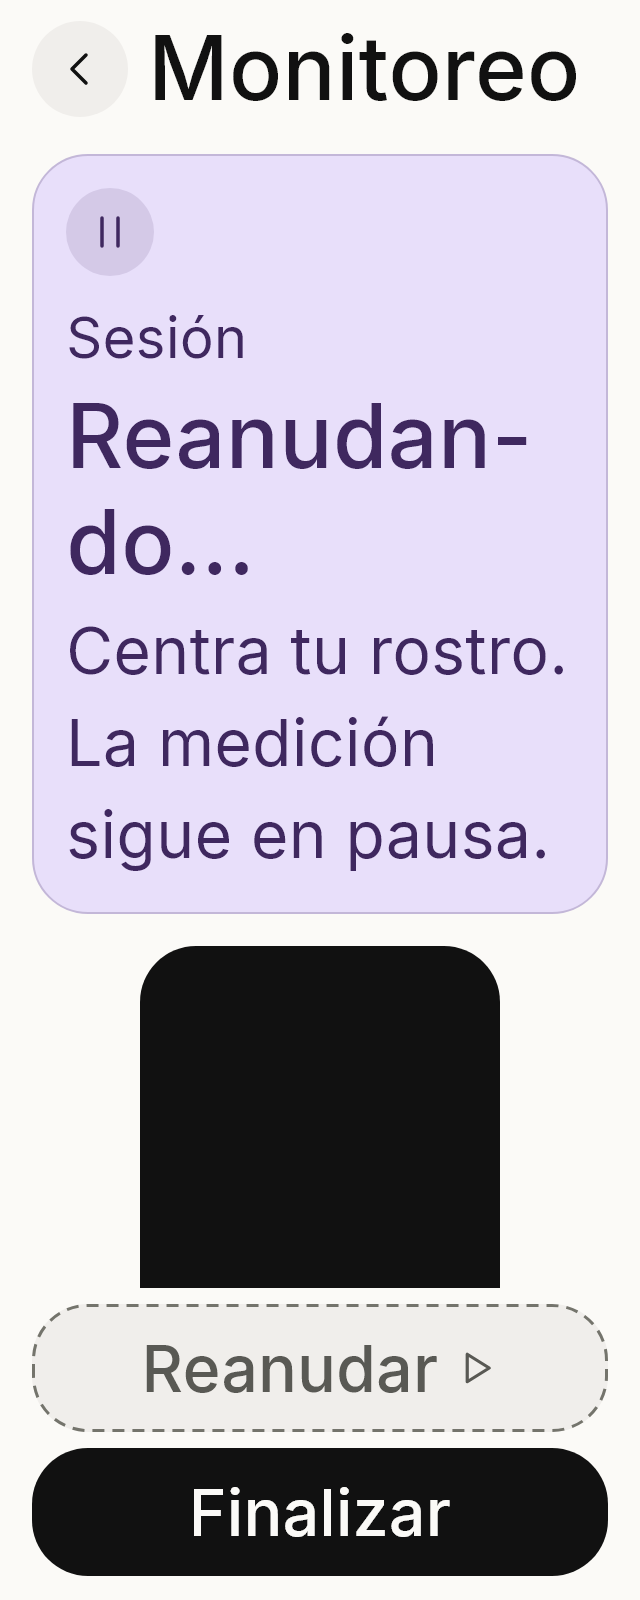 Monitoreo
Sesión
Reanudan-
do...
Centra tu rostro.
La medición
sigue en pausa.
Reanudar
Finalizar